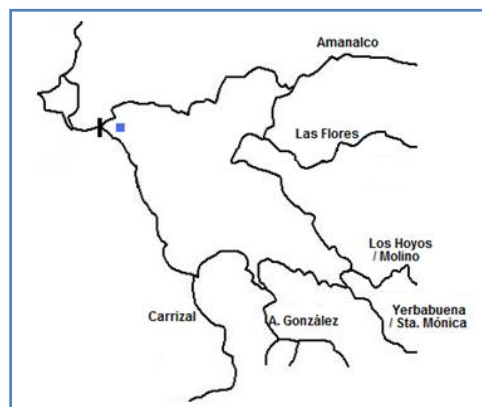 Amanalco
Las Flores
Los Hoyos
/ Molino
Yerbabuena
/ Sta. Mónica
Carrizal
A. González